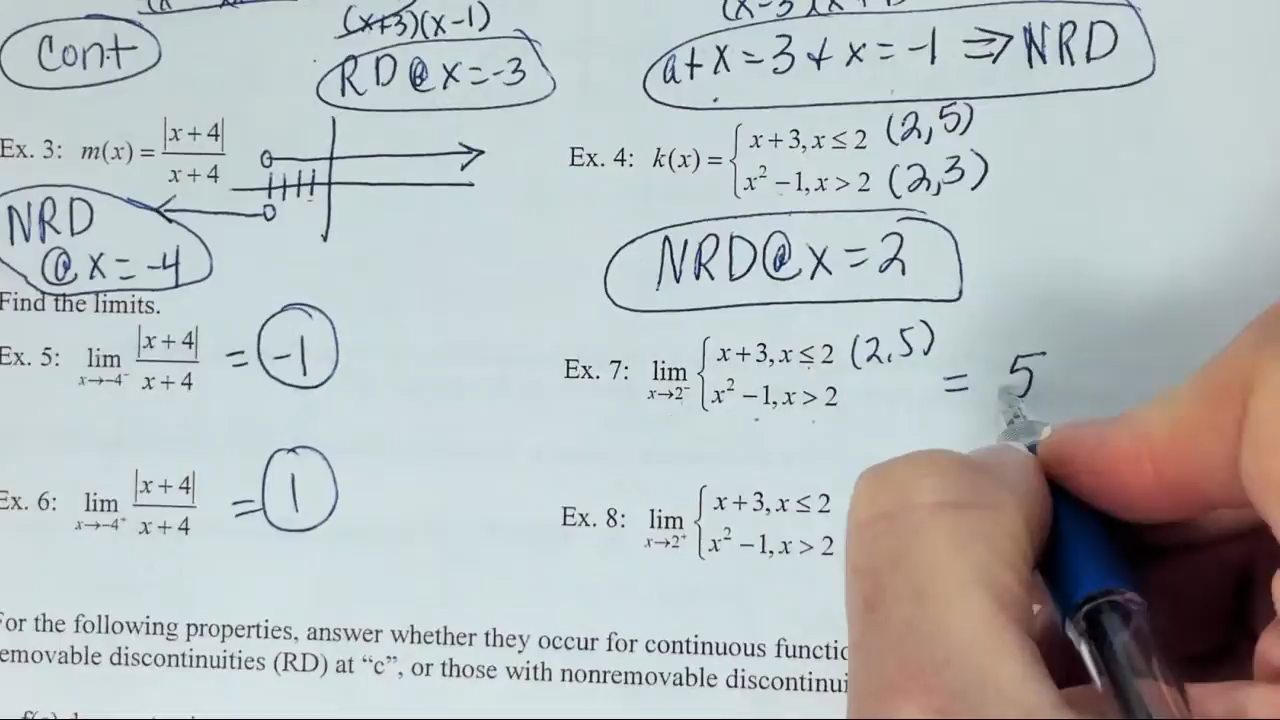 (x+3)(x-1)
Cont
RD@x=-3
at x=3 + x=-1 ⇒ NRD
Ex. 3: m(x) = |x+4| / x+4
NRD
@ x=-4
Ex. 4: k(x) = { x+3, x ≤ 2 (2,5)
x² −1, x > 2 (2,3)
NRD@x=2
Find the limits.
Ex. 5: lim x→−4⁻ |x+4| / x+4 = -1
Ex. 7: lim x→2⁻ { x+3, x ≤ 2 (2,5)
x² −1, x > 2
= 5
Ex. 6: lim x→−4⁺ |x+4| / x+4 = 1
Ex. 8: lim x→2⁺ { x+3, x ≤ 2
x² −1, x > 2
For the following properties, answer whether they occur for continuous
removable discontinuities (RD) at “c”, or those with nonremovable